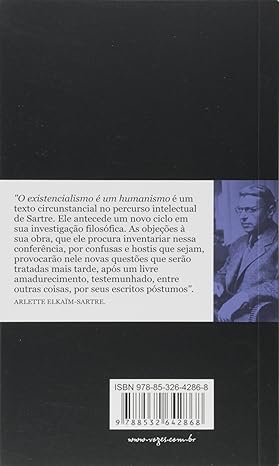 "O existencialismo é um humanismo é um
texto circunstancial no percurso intelectual
de Sartre. Ele antecede um novo ciclo em
sua investigação filosófica. As objeções à
sua obra, que ele procura inventariar nessa
conferência, por confusas e hostis que sejam,
provocarão nele novas questões que serão
tratadas mais tarde, após um livre
amadurecimento, testemunhado, entre
outras coisas, por seus escritos póstumos".
ARLETTE ELKAÏM-SARTRE.
ISBN 978-85-326-4286-8
9 788532 642868
www.vozes.com.br